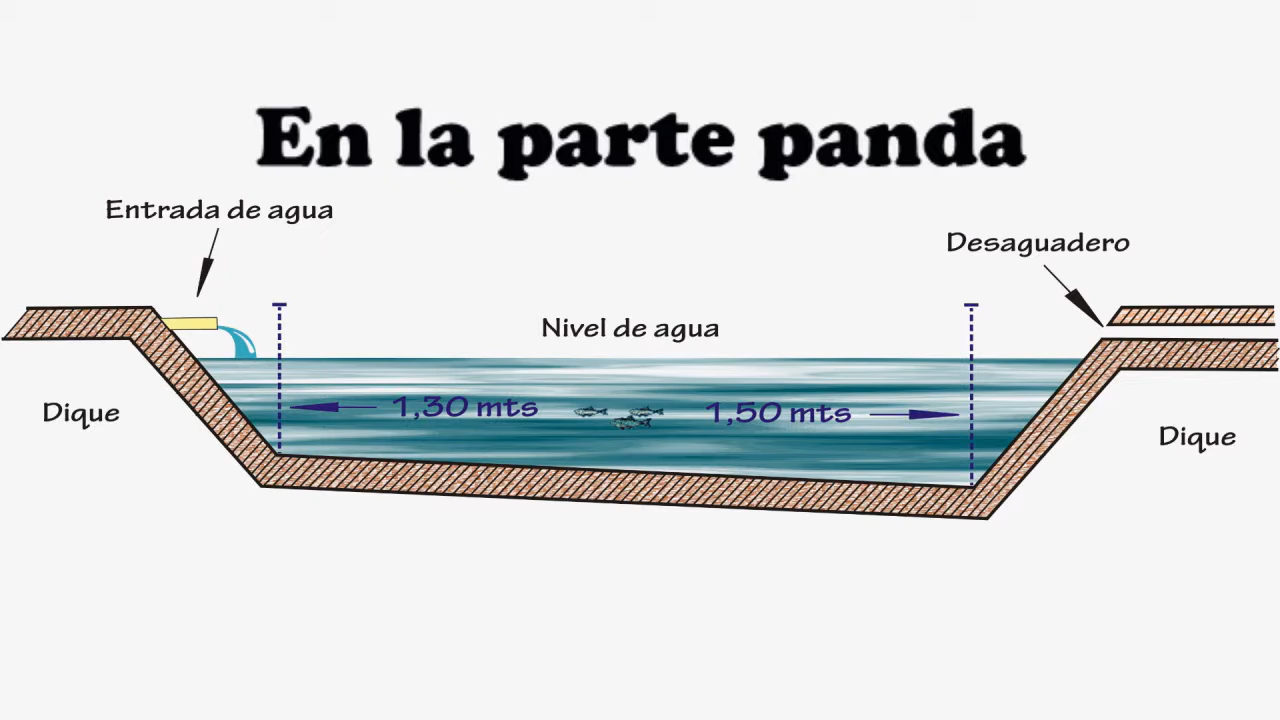 En la parte panda
Entrada de agua
Desaguadero
Nivel de agua
1,30 mts
1,50 mts
Dique
Dique